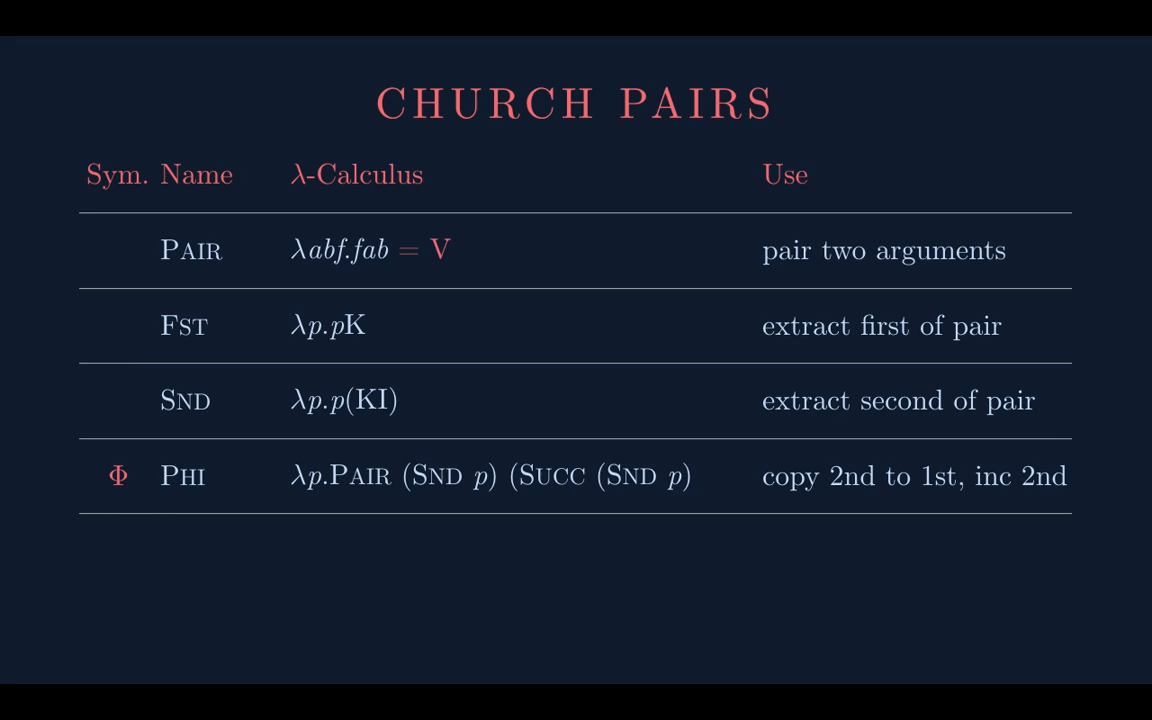 CHURCH PAIRS
Sym. Name λ-Calculus Use
PAIR λabf.fab = V pair two arguments
FST λp.pK extract first of pair
SND λp.p(KI) extract second of pair
Φ PHI λp.PAIR (SND p) (SUCC (SND p) copy 2nd to 1st, inc 2nd